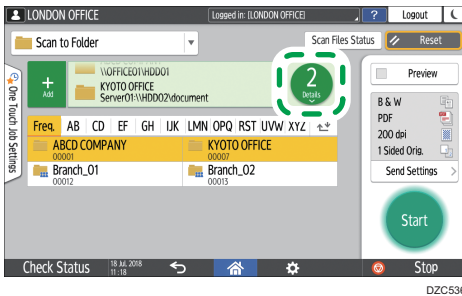 LONDON OFFICE
Logged in: [LONDON OFFICE]
?
Logout
Scan to Folder
Scan Files Status
Reset
One Touch Job Settings
Add
\\OFFICE01\HDD01
KYOTO OFFICE
Server01:\\HDD02\document
2
Details
Preview
B & W
PDF
200 dpi
1 Sided Orig.
Send Settings
Freq. AB CD EF GH IJK LMN OPQ RST UVW XYZ
ABCD COMPANY
00001
KYOTO OFFICE
00007
Branch_01
00012
Branch_02
00013
Start
Check Status
18 Jul. 2018
11:18
Stop
DZC536